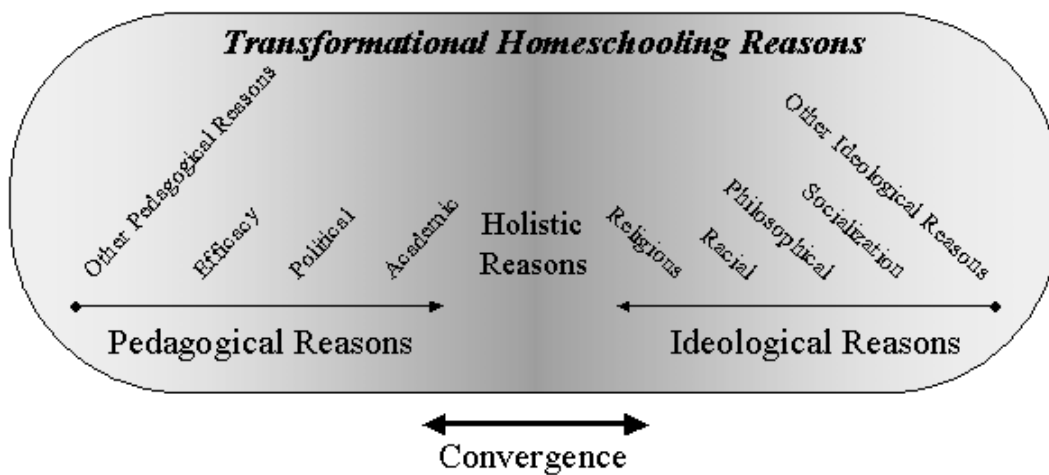 Transformational Homeschooling Reasons
Other Pedagogical Reasons
Efficacy
Political
Academic
Holistic
Reasons
Religious
Racial
Philosophical
Socialization
Other Ideological Reasons
Pedagogical Reasons
Ideological Reasons
Convergence